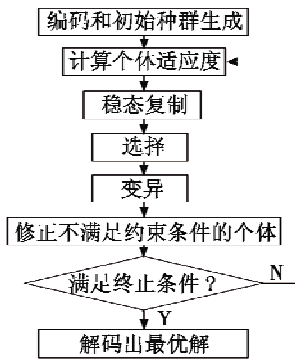 编码和初始种群生成
计算个体适应度
稳态复制
选择
变异
修正不满足约束条件的个体
满足终止条件？
N
Y
解码出最优解